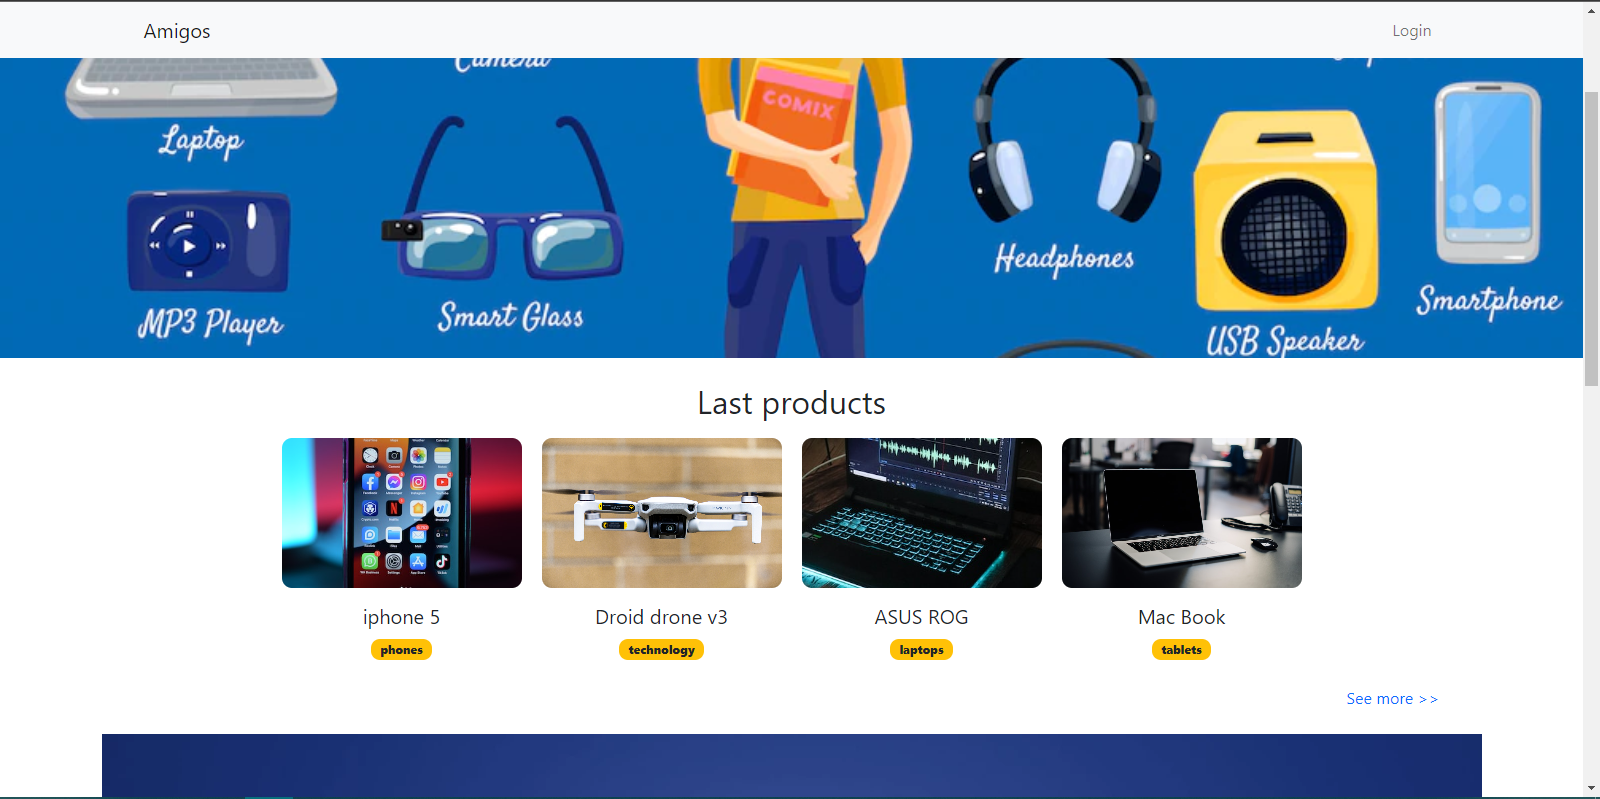 Amigos
Login
Camera
Laptop
COMIX
MP3 Player
Smart Glass
Headphones
USB Speaker
Smartphone
Last products
iphone 5
Droid drone v3
ASUS ROG
Mac Book
phones
technology
laptops
tablets
See more >>